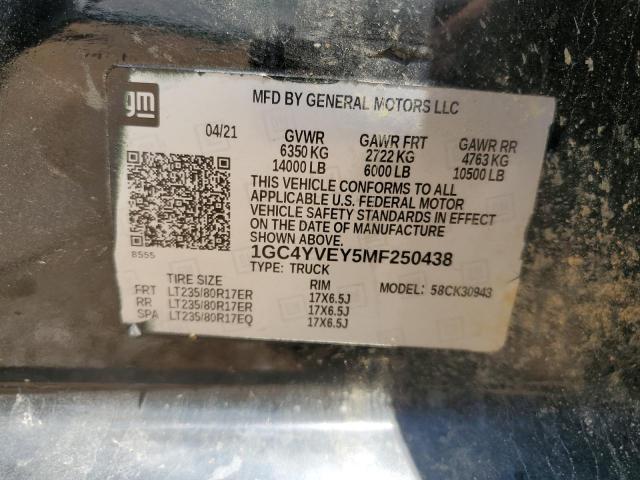 gm
MFD BY GENERAL MOTORS LLC
04/21 GVWR GAWR FRT GAWR RR
6350 KG 2722 KG 4763 KG
14000 LB 6000 LB 10500 LB
THIS VEHICLE CONFORMS TO ALL
APPLICABLE U.S. FEDERAL MOTOR
VEHICLE SAFETY STANDARDS IN EFFECT
ON THE DATE OF MANUFACTURE
SHOWN ABOVE.
B555 1GC4YVEY5MF250438
TYPE: TRUCK
TIRE SIZE RIM MODEL: 58CK30943
FRT LT235/80R17ER 17X6.5J
RR LT235/80R17ER 17X6.5J
SPA LT235/80R17EQ 17X6.5J